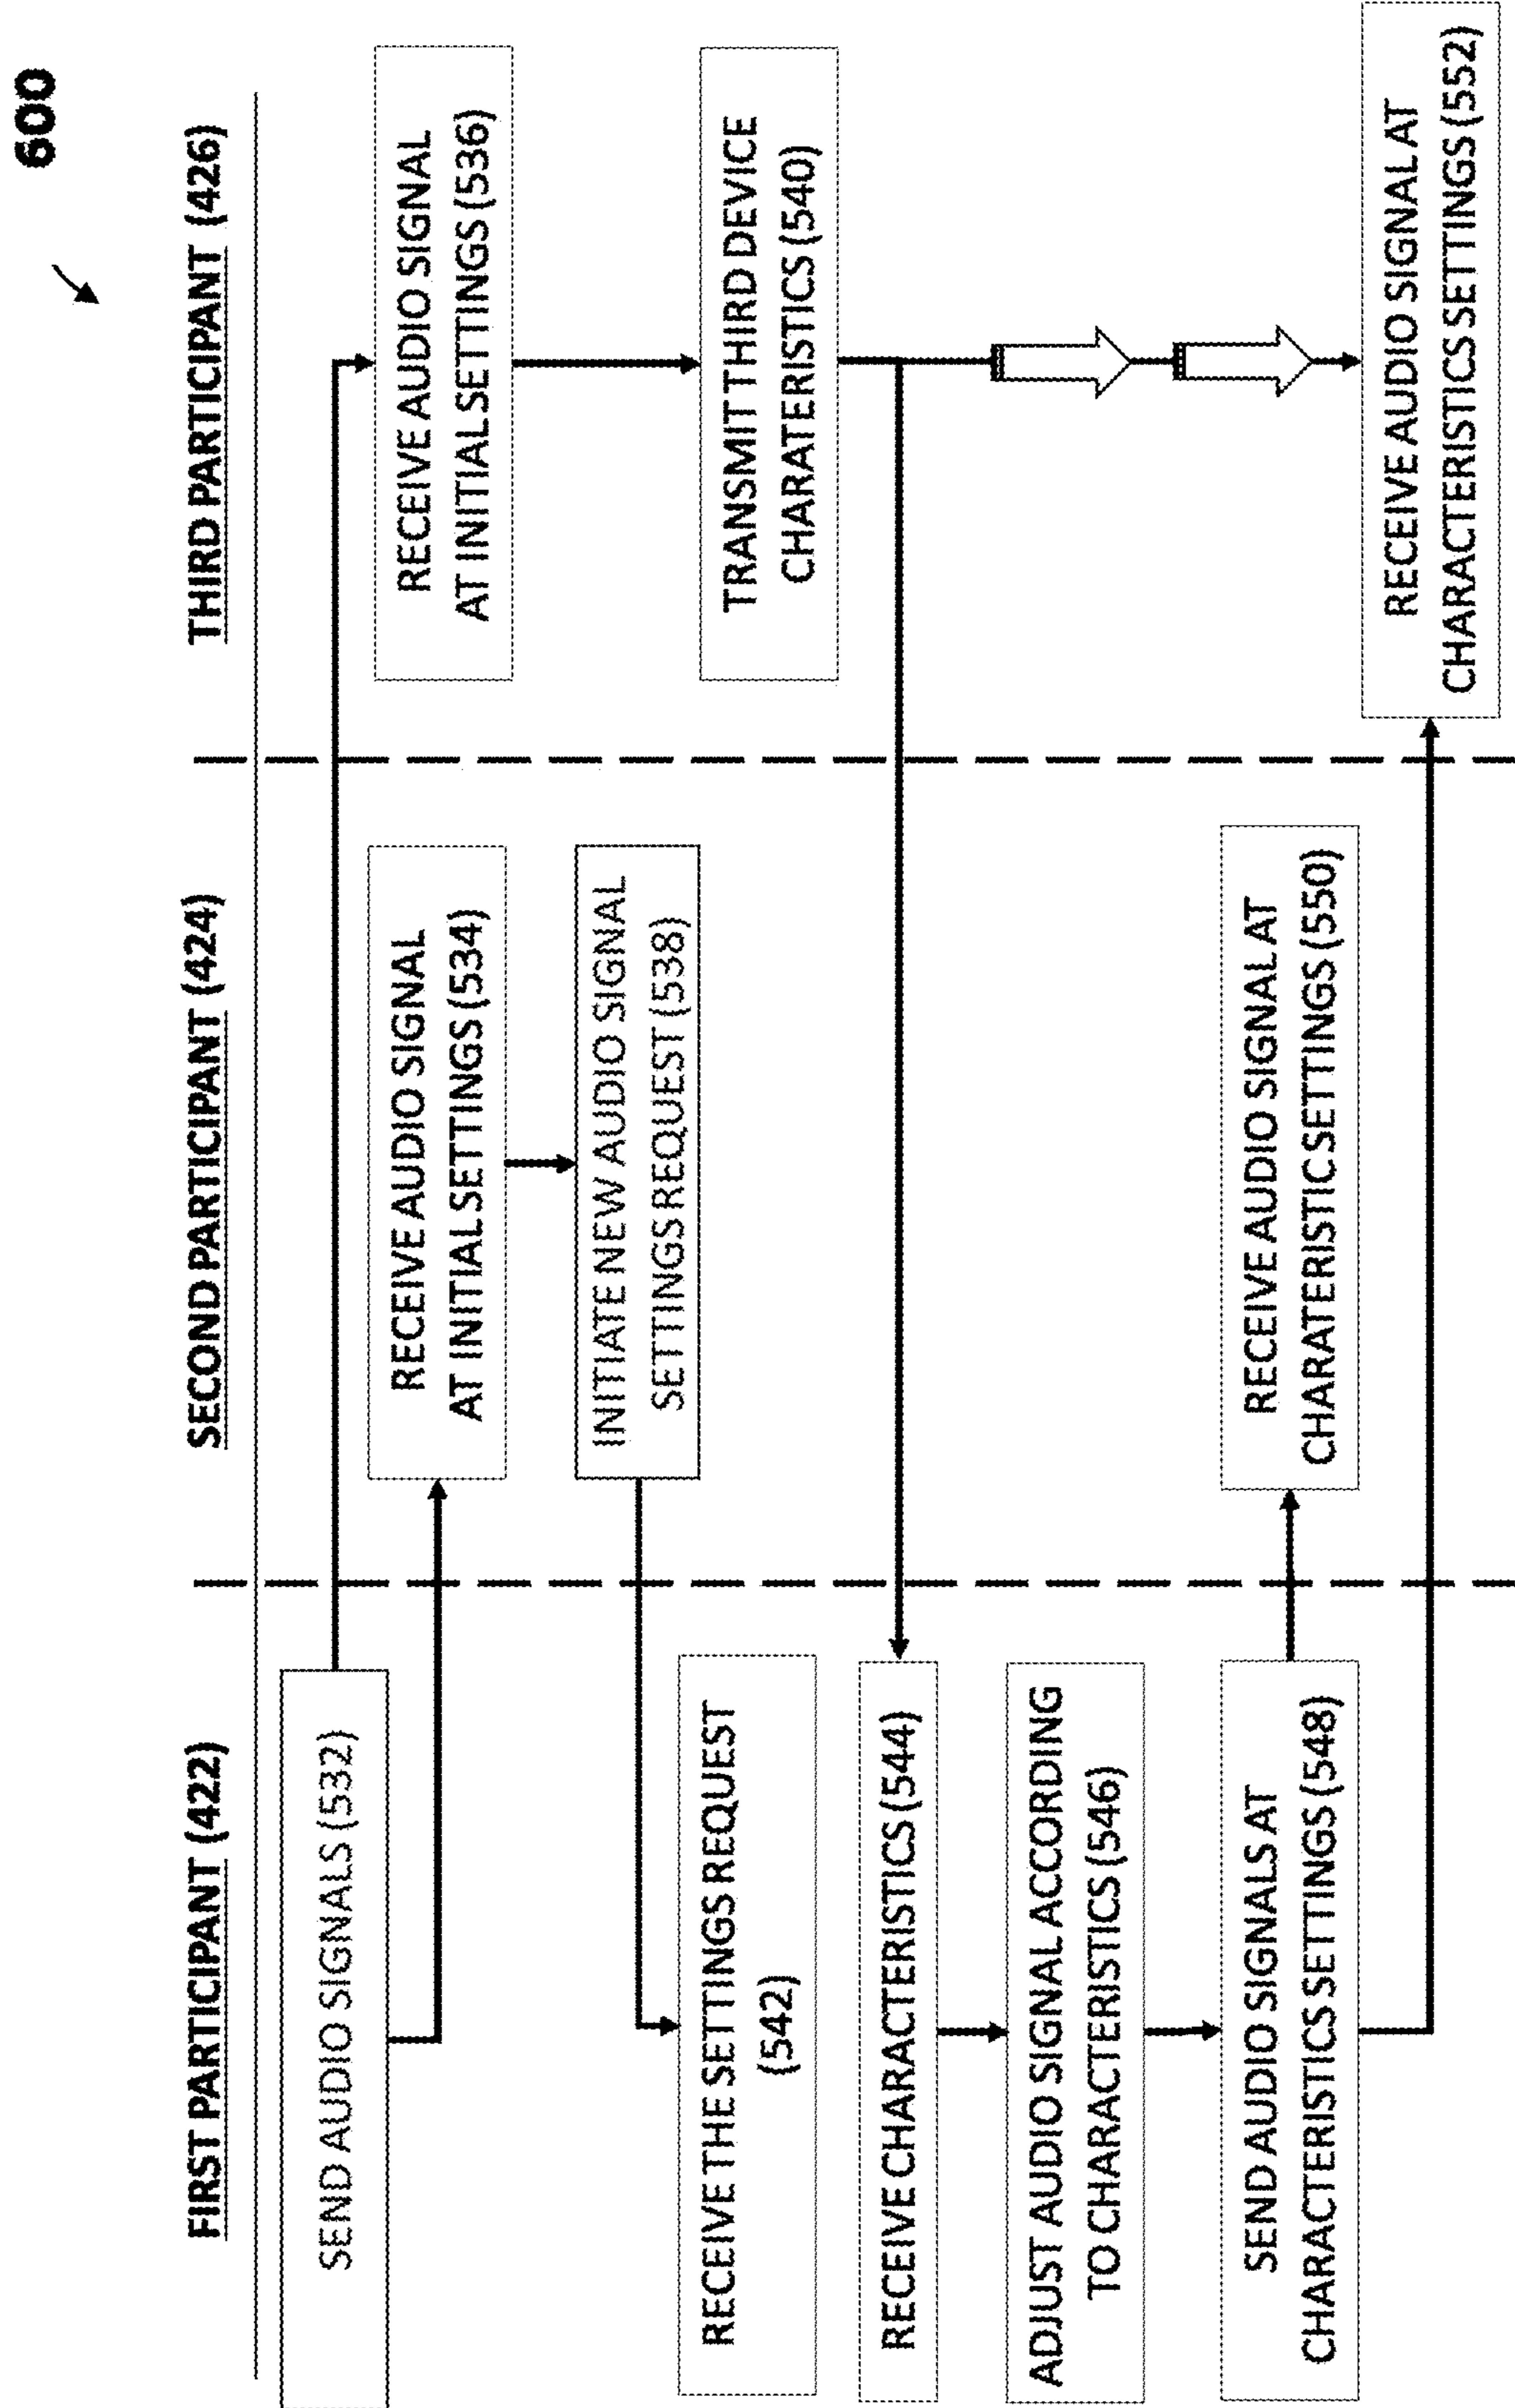 600
FIRST PARTICIPANT (422)
SECOND PARTICIPANT (424)
THIRD PARTICIPANT (426)
SEND AUDIO SIGNALS (532)
RECEIVE AUDIO SIGNAL
AT INITIAL SETTINGS (534)
RECEIVE AUDIO SIGNAL
AT INITIAL SETTINGS (536)
INITIATE NEW AUDIO SIGNAL
SETTINGS REQUEST (538)
TRANSMIT THIRD DEVICE
CHARATERISTICS (540)
RECEIVE THE SETTINGS REQUEST
(542)
RECEIVE CHARACTERISTICS (544)
ADJUST AUDIO SIGNAL ACCORDING
TO CHARACTERISTICS (546)
SEND AUDIO SIGNALS AT
CHARACTERISTICS SETTINGS (548)
RECEIVE AUDIO SIGNAL AT
CHARATERISTIC SETTINGS (550)
RECEIVE AUDIO SIGNAL AT
CHARACTERISTICS SETTINGS (552)